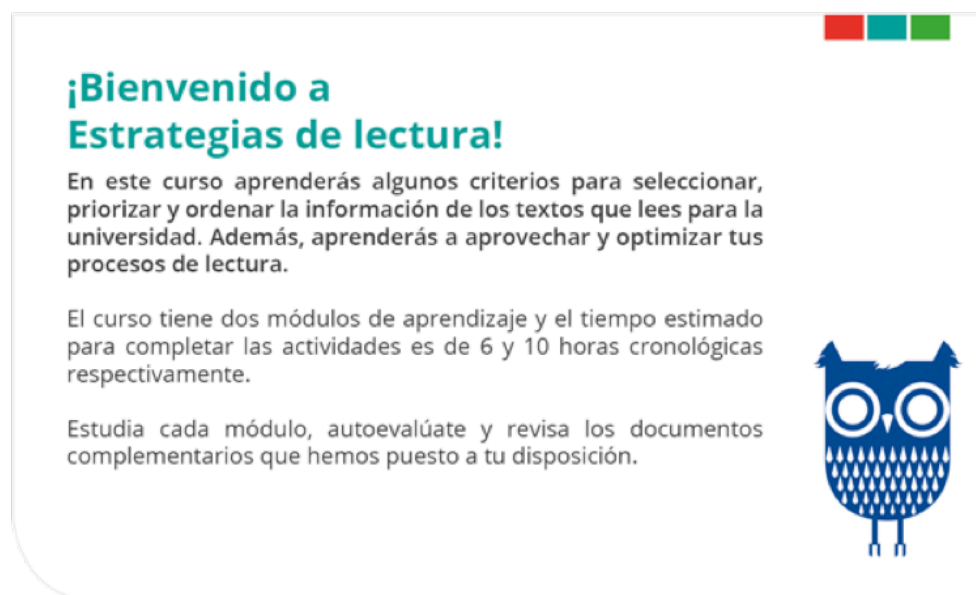 ¡Bienvenido a
Estrategias de lectura!
En este curso aprenderás algunos criterios para seleccionar,
priorizar y ordenar la información de los textos que lees para la
universidad. Además, aprenderás a aprovechar y optimizar tus
procesos de lectura.
El curso tiene dos módulos de aprendizaje y el tiempo estimado
para completar las actividades es de 6 y 10 horas cronológicas
respectivamente.
Estudia cada módulo, autoevalúate y revisa los documentos
complementarios que hemos puesto a tu disposición.